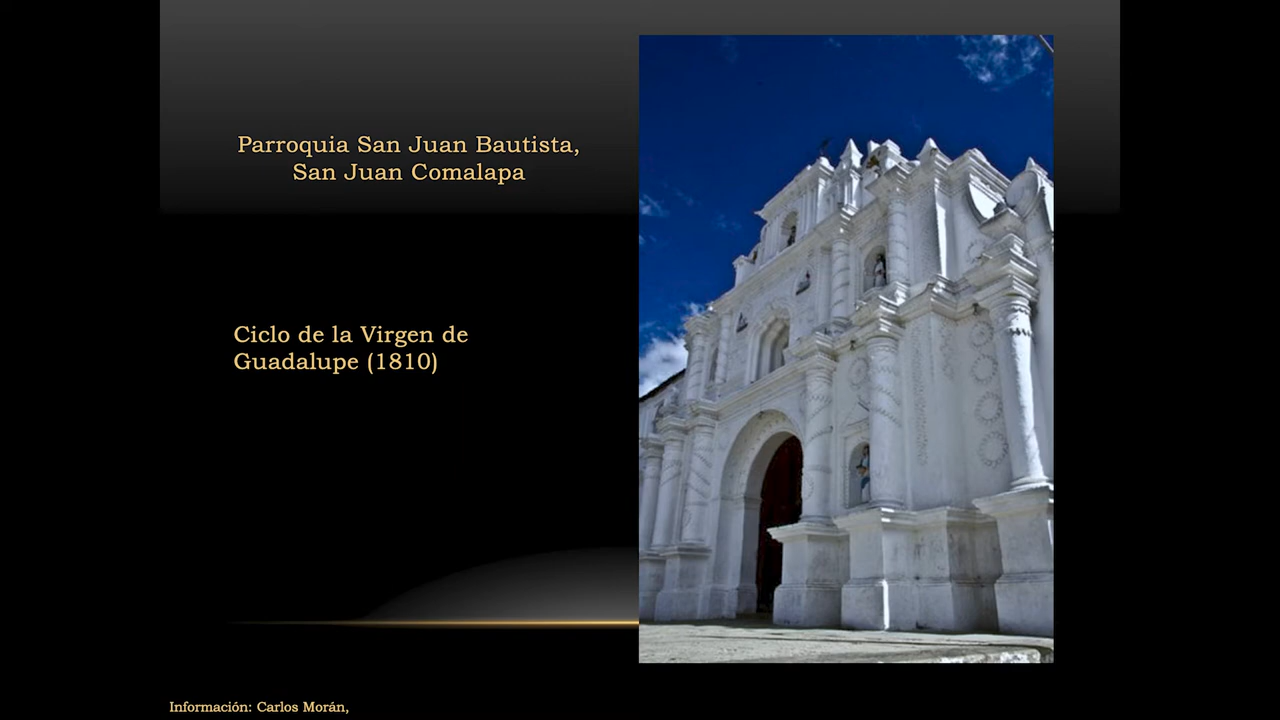 Parroquia San Juan Bautista,
San Juan Comalapa
Ciclo de la Virgen de
Guadalupe (1810)
Información: Carlos Morán,